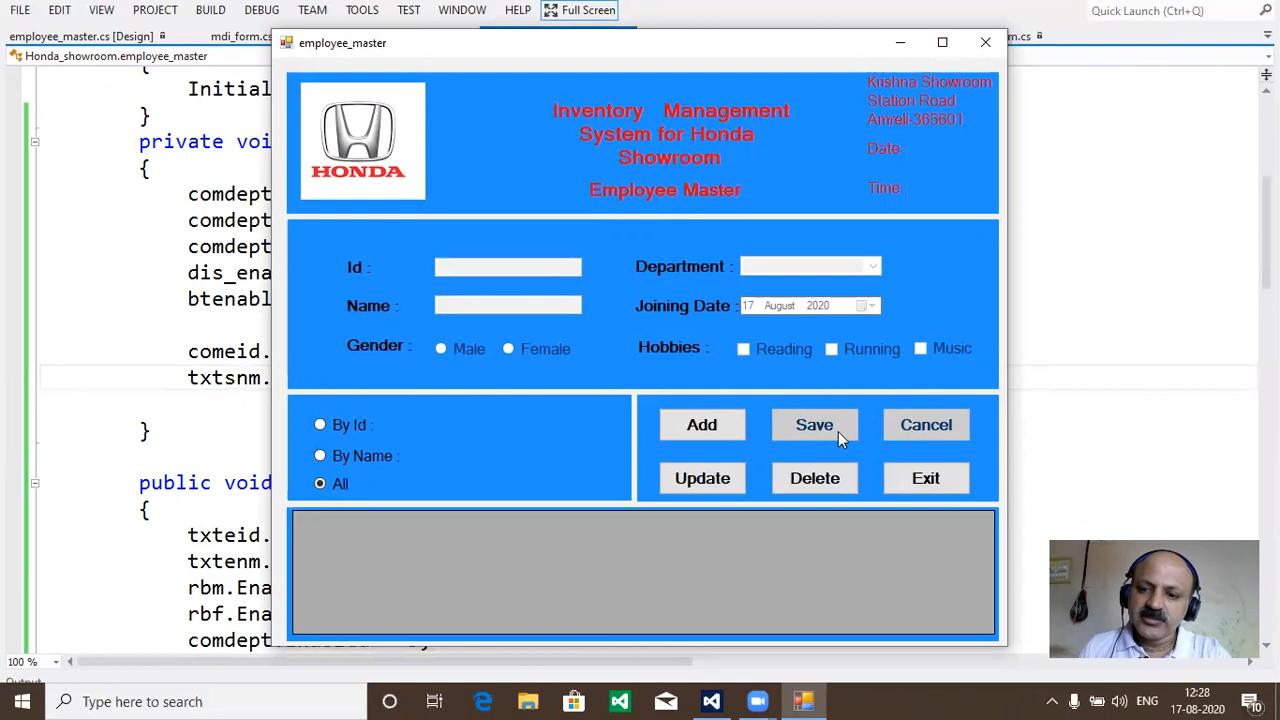 FILE EDIT VIEW PROJECT BUILD DEBUG TEAM TOOLS TEST WINDOW HELP Full Screen Quick Launch (Ctrl+Q)
employee_master.cs [Design] mdi_form.c m.cs
Honda_showroom.employee_master
employee_master
{
Initial
}
private voi
{
comdept
comdept
comdept
dis_ena
btenabl
comeid.
txtsnm.
}
public void
{
txteid.
txtenm.
rbm.Ena
rbf.Ena
HONDA
Inventory Management
System for Honda
Showroom
Employee Master
Krishna Showroom
Station Road
Amreli-365601
Date :
Time :
Id :
Department :
Name :
Joining Date : 17 August 2020
Gender : Male Female
Hobbies : Reading Running Music
By Id :
By Name :
All
Add Save Cancel
Update Delete Exit
100 %
Type here to search
ENG
12:28
17-08-2020
10